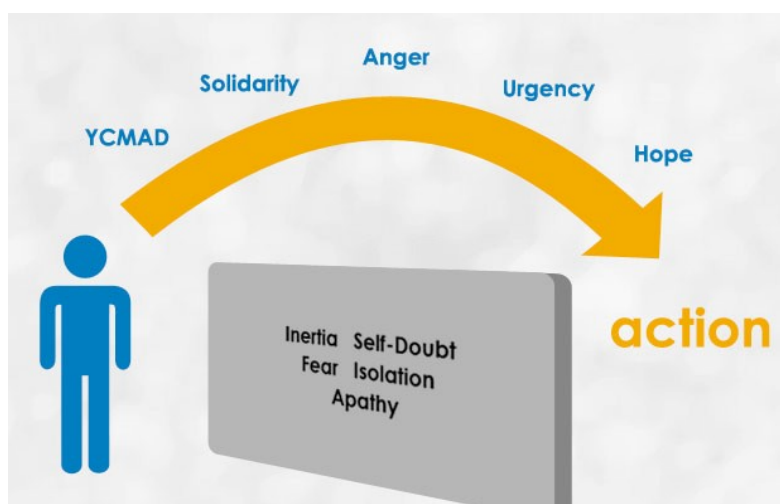 Anger
Solidarity
Urgency
YCMAD
Hope
action
Inertia Self-Doubt
Fear Isolation
Apathy